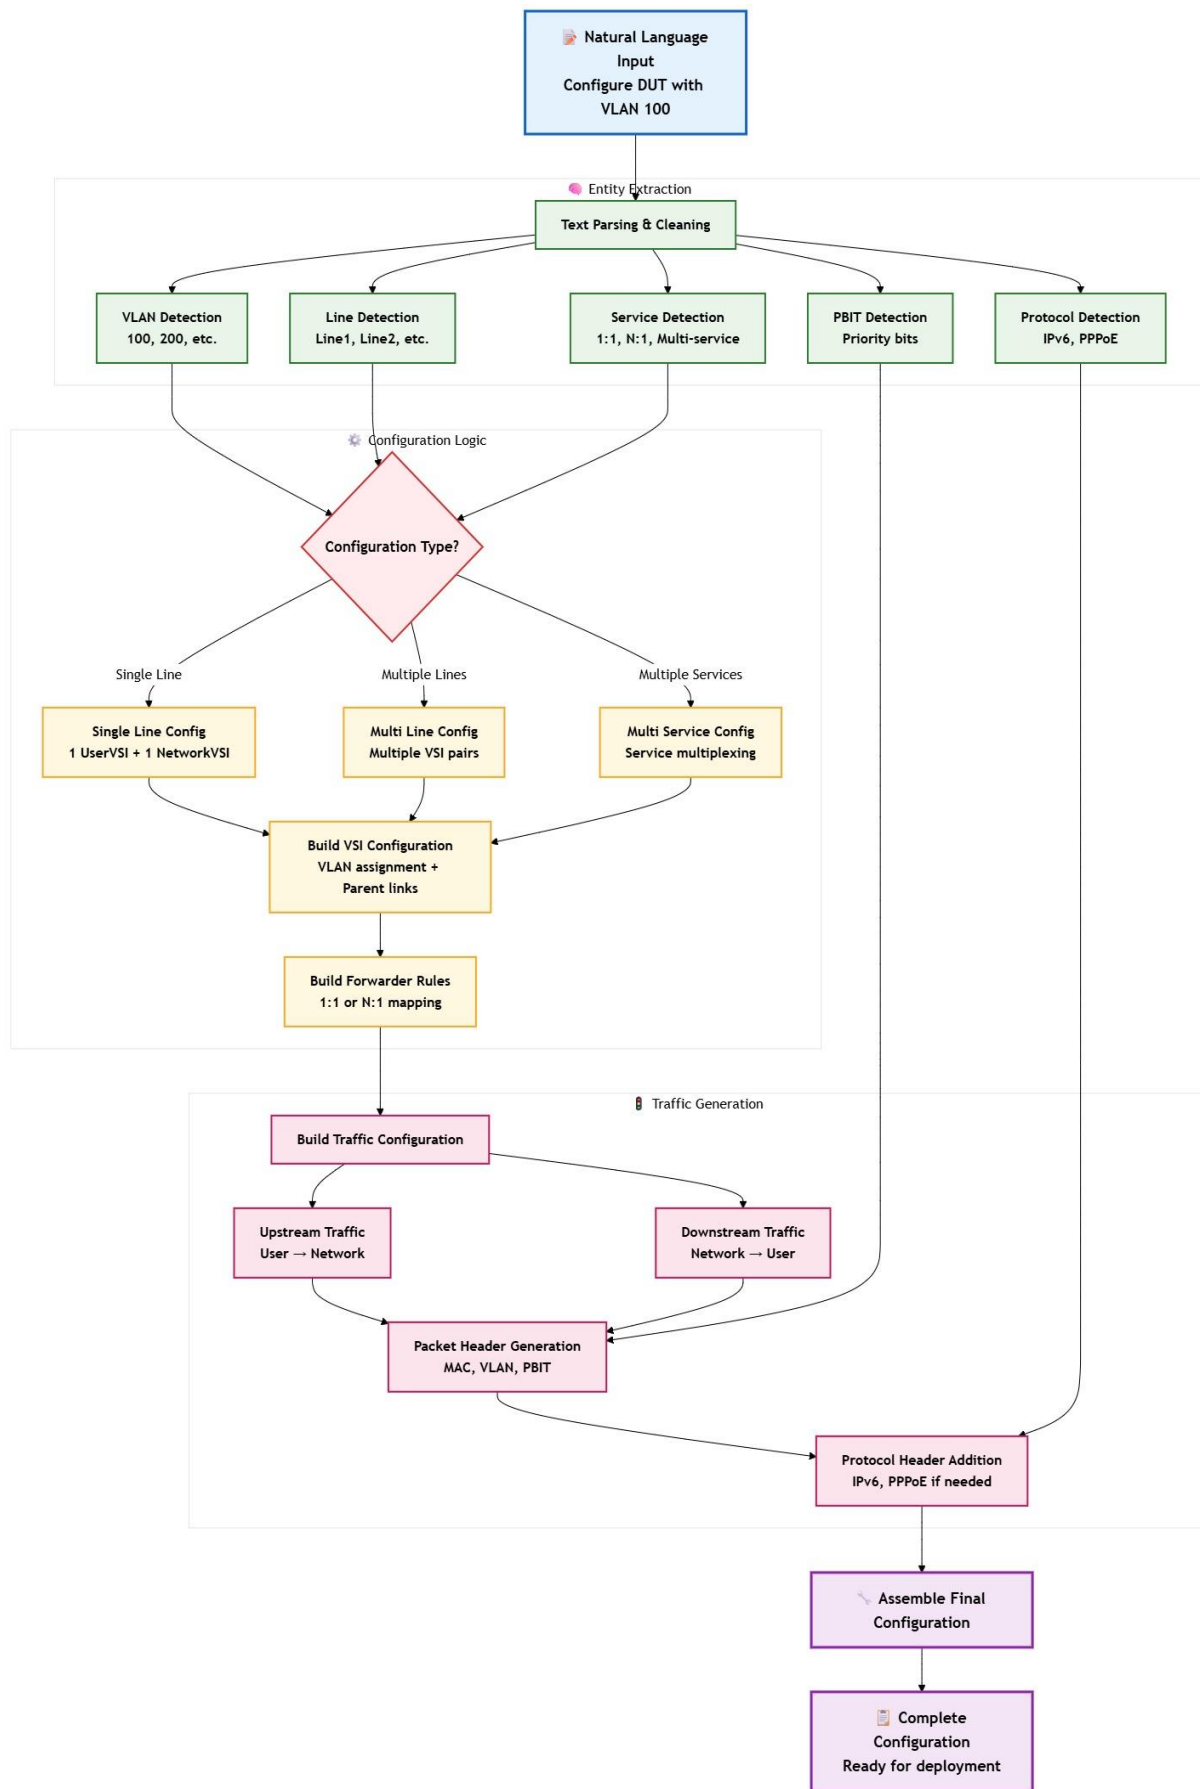 📝 Natural Language
Input
Configure DUT with
VLAN 100
🧠 Entity Extraction
Text Parsing & Cleaning
VLAN Detection
100, 200, etc.
Line Detection
Line1, Line2, etc.
Service Detection
1:1, N:1, Multi-service
PBIT Detection
Priority bits
Protocol Detection
IPv6, PPPoE
⚙️ Configuration Logic
Configuration Type?
Single Line
Multiple Lines
Multiple Services
Single Line Config
1 UserVSI + 1 NetworkVSI
Multi Line Config
Multiple VSI pairs
Multi Service Config
Service multiplexing
Build VSI Configuration
VLAN assignment +
Parent links
Build Forwarder Rules
1:1 or N:1 mapping
🚦 Traffic Generation
Build Traffic Configuration
Upstream Traffic
User → Network
Downstream Traffic
Network → User
Packet Header Generation
MAC, VLAN, PBIT
Protocol Header Addition
IPv6, PPPoE if needed
🔧 Assemble Final
Configuration
📋 Complete
Configuration
Ready for deployment